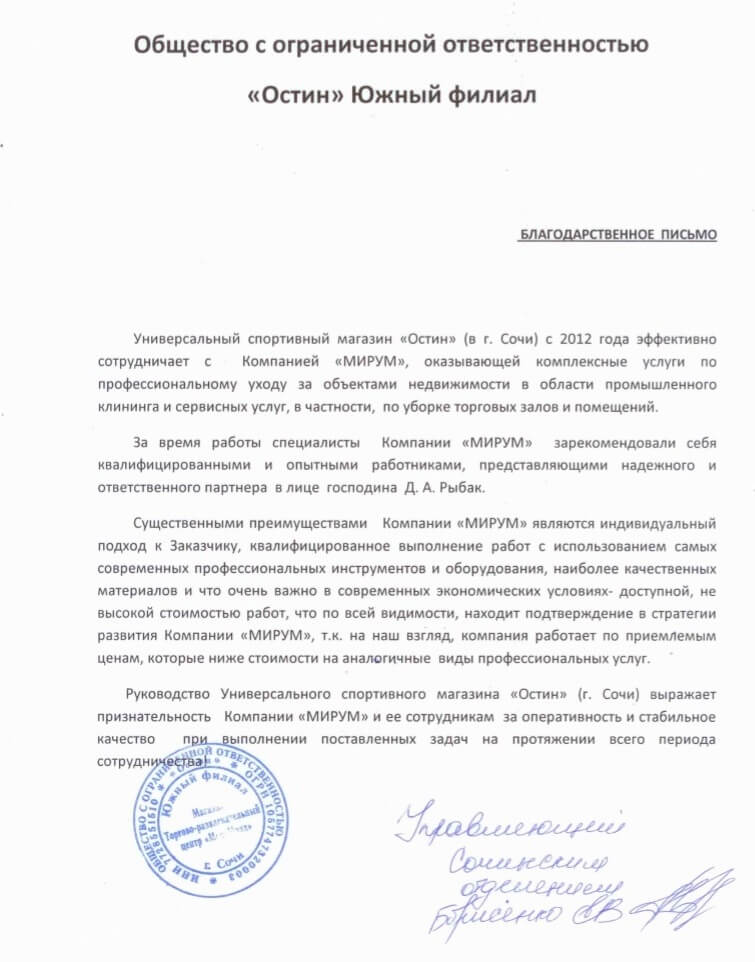 Общество с ограниченной ответственностью
«Остин» Южный филиал
БЛАГОДАРСТВЕННОЕ ПИСЬМО
Универсальный спортивный магазин «Остин» (в г. Сочи) с 2012 года эффективно
сотрудничает с Компанией «МИРУМ», оказывающей комплексные услуги по
профессиональному уходу за объектами недвижимости в области промышленного
клининга и сервисных услуг, в частности, по уборке торговых залов и помещений.
За время работы специалисты Компании «МИРУМ» зарекомендовали себя
квалифицированными и опытными работниками, представляющими надежного и
ответственного партнера в лице господина Д. А. Рыбак.
Существенными преимуществами Компании «МИРУМ» являются индивидуальный
подход к Заказчику, квалифицированное выполнение работ с использованием самых
современных профессиональных инструментов и оборудования, наиболее качественных
материалов и что очень важно в современных экономических условиях- доступной, не
высокой стоимостью работ, что по всей видимости, находит подтверждение в стратегии
развития Компании «МИРУМ», т.к. на наш взгляд, компания работает по приемлемым
ценам, которые ниже стоимости на аналогичные виды профессиональных услуг.
Руководство Универсального спортивного магазина «Остин» (г. Сочи) выражает
признательность Компании «МИРУМ» и ее сотрудникам за оперативность и стабильное
качество при выполнении поставленных задач на протяжении всего периода
сотрудничества!
ОБЩЕСТВО С ОГРАНИЧЕННОЙ ОТВЕТСТВЕННОСТЬЮ
«Остин»
Южный филиал
Торгово-развлекательный
центр
г. Сочи
Управляющий
Сочинским
отделением
Борисенко СВ